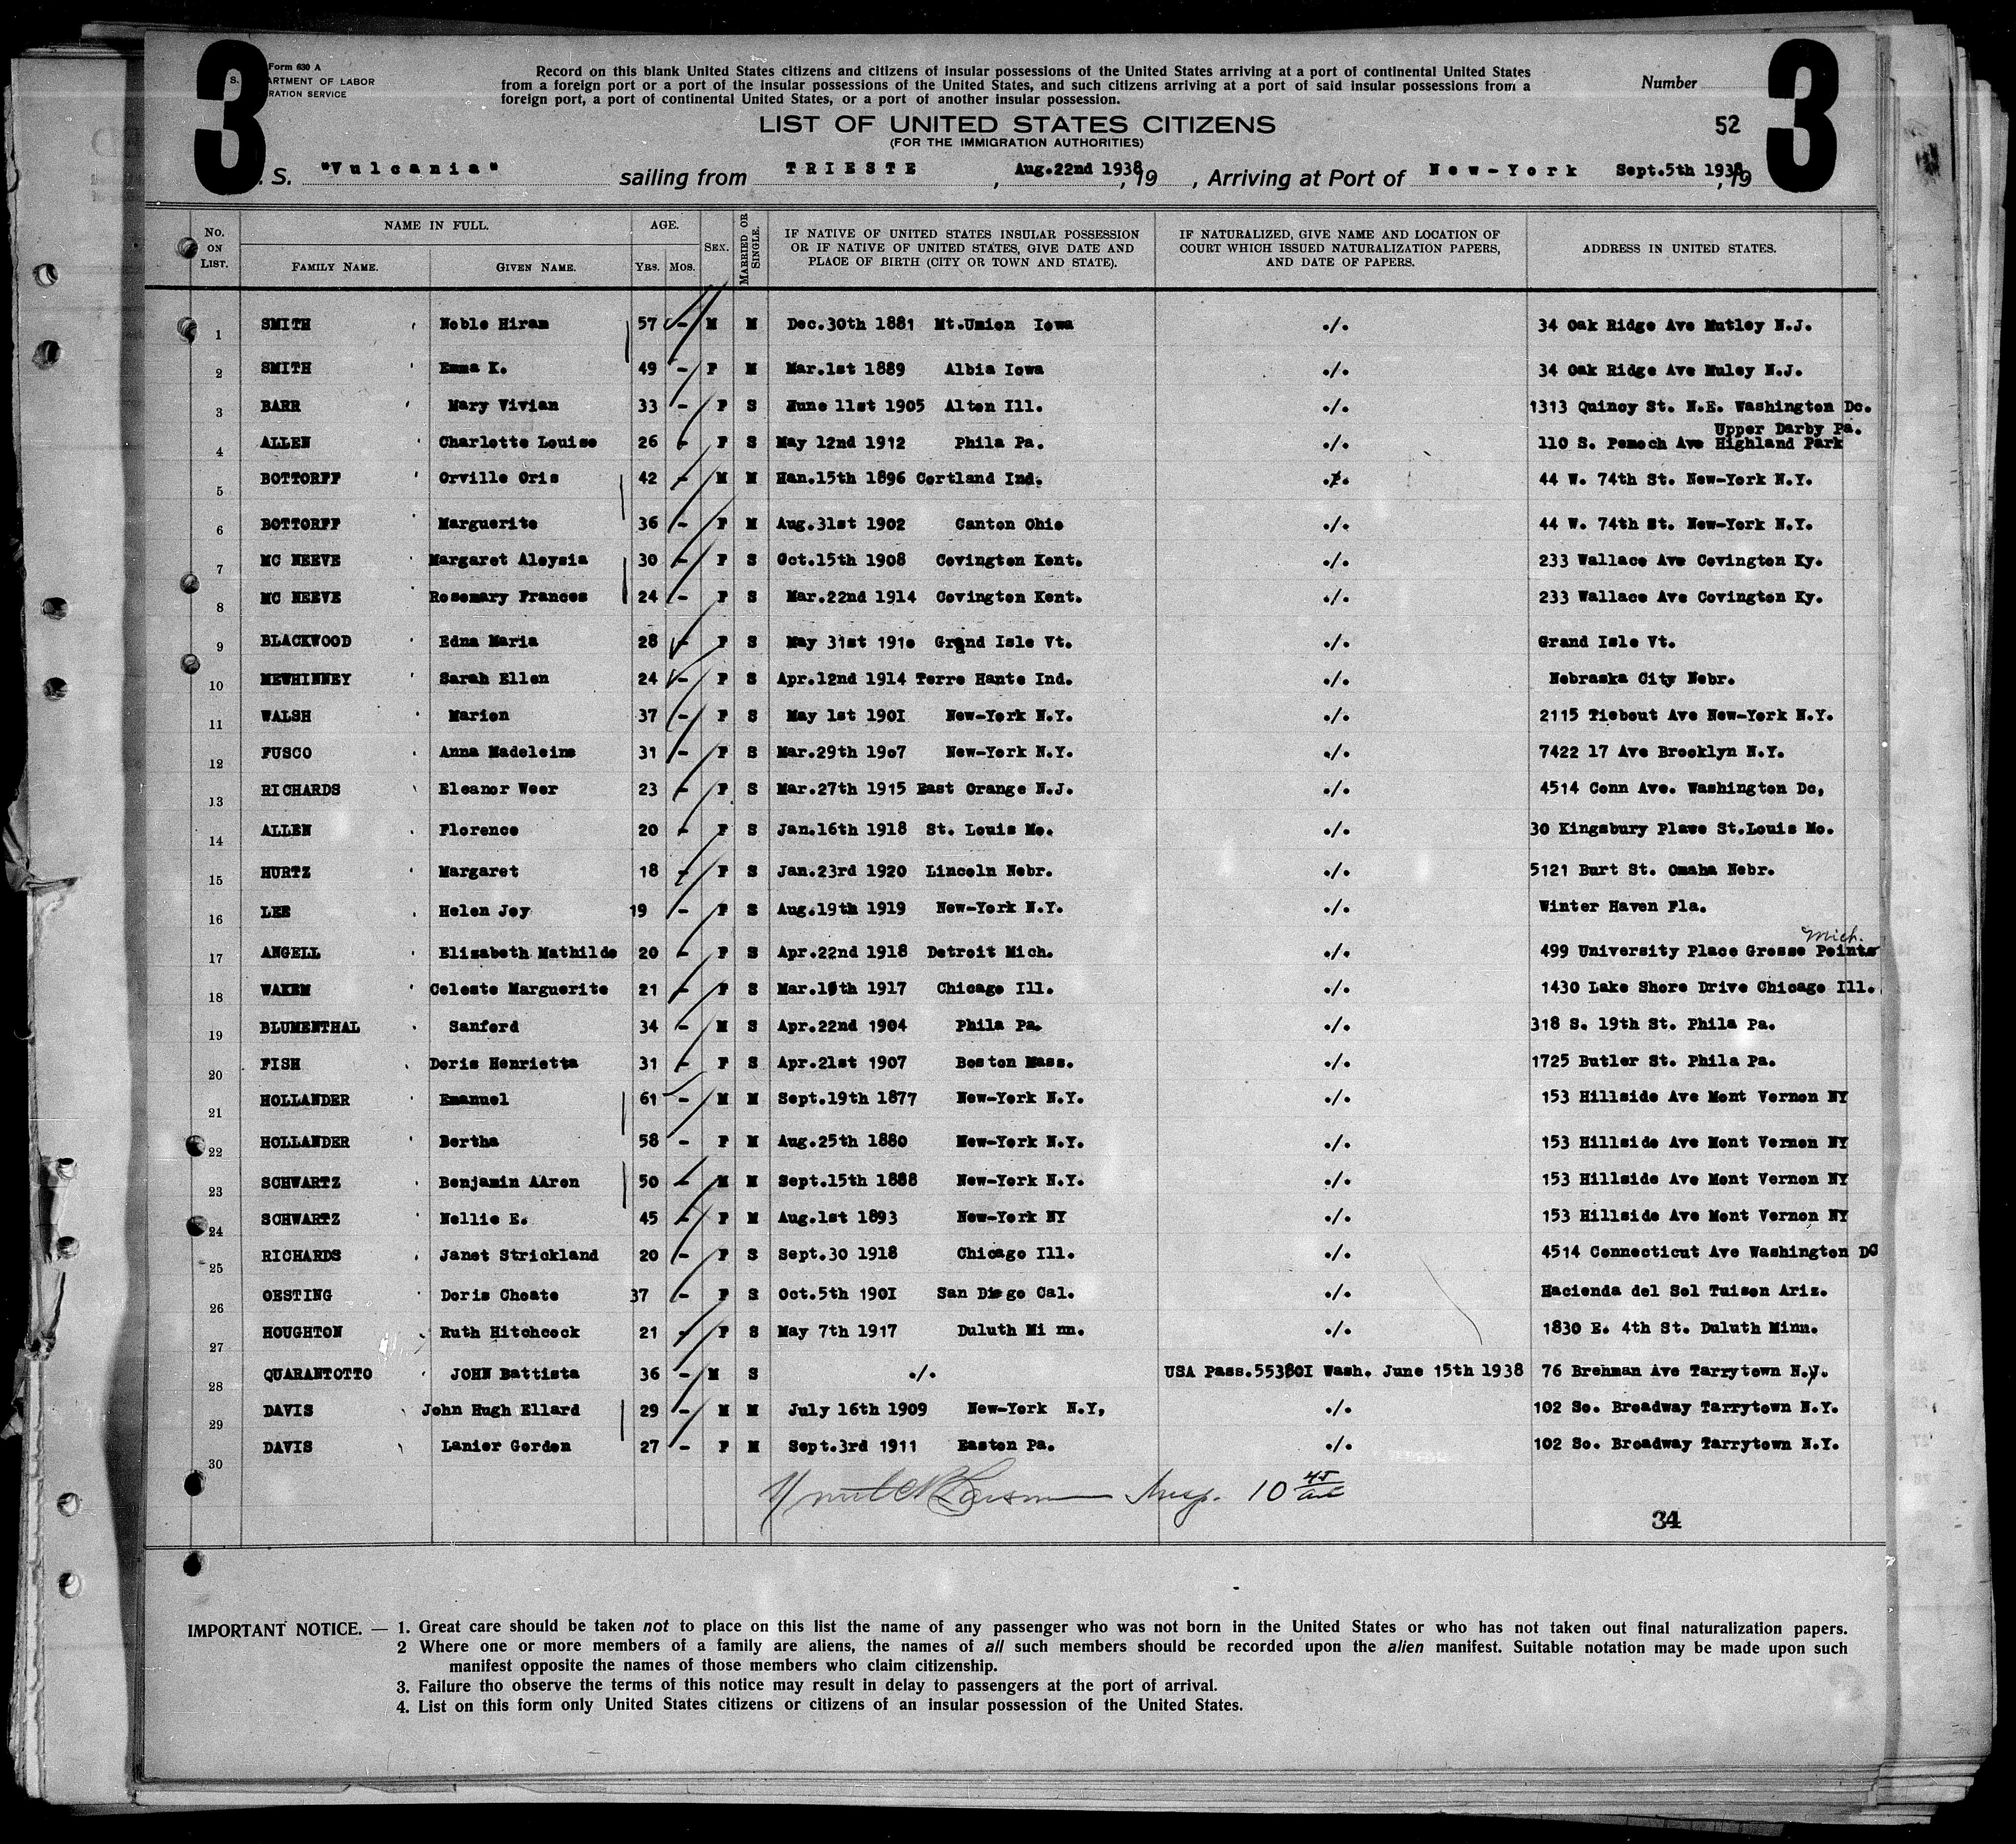 3
Form 630 A
S. ARTMENT OF LABOR
RATION SERVICE
Record on this blank United States citizens and citizens of insular possessions of the United States arriving at a port of continental United States
from a foreign port or a port of the insular possessions of the United States, and such citizens arriving at a port of said insular possessions from a
foreign port, a port of continental United States, or a port of another insular possession.
Number
3
LIST OF UNITED STATES CITIZENS
52
(FOR THE IMMIGRATION AUTHORITIES)
. S. "Vulcania" sailing from TRIESTE , Aug.22nd 1938, 19 , Arriving at Port of New-York Sept.5th 1938, 19
No. ON LIST. NAME IN FULL. FAMILY NAME. GIVEN NAME. AGE. YRS. MOS. SEX. MARRIED OR SINGLE. IF NATIVE OF UNITED STATES INSULAR POSSESSION OR IF NATIVE OF UNITED STATES, GIVE DATE AND PLACE OF BIRTH (CITY OR TOWN AND STATE). IF NATURALIZED, GIVE NAME AND LOCATION OF COURT WHICH ISSUED NATURALIZATION PAPERS, AND DATE OF PAPERS. ADDRESS IN UNITED STATES.
1 SMITH Noble Hiram 57 - M M Dec.30th 1881 Mt.Union Iowa ./. 34 Oak Ridge Ave Nutley N.J.
2 SMITH Emma K. 49 - F M Mar.1st 1889 Albia Iowa ./. 34 Oak Ridge Ave Nuley N.J.
3 BARR Mary Vivian 33 - F S June 11st 1905 Alton Ill. ./. 1313 Quincy St. N.E. Washington Dc.
Upper Darby Pa.
4 ALLEN Charlotte Louise 26 - F S May 12nd 1912 Phila Pa. ./. 110 S. Pemoch Ave Highland Park
5 BOTTORFF Orville Oris 42 - M M Han.15th 1896 Cortland Ind. ./. 44 W. 74th St. New-York N.Y.
6 BOTTORFF Marguerite 36 - F M Aug.31st 1902 Canton Ohio ./. 44 W. 74th St. New-York N.Y.
7 MC NEEVE Margaret Aloysia 30 - F S Oct.15th 1908 Covington Kent. ./. 233 Wallace Ave Covington Ky.
8 MC NEEVE Rosemary Frances 24 - F S Mar.22nd 1914 Covington Kent. ./. 233 Wallace Ave Covington Ky.
9 BLACKWOOD Edna Maria 28 - F S May 31st 191o Grand Isle Vt. ./. Grand Isle Vt.
10 MEWHINNEY Sarah Ellen 24 - F S Apr.12nd 1914 Terre Hante Ind. ./. Nebraska City Nebr.
11 WALSH Marion 37 - F S May 1st 190I New-York N.Y. ./. 2115 Tiebout Ave New-York N.Y.
12 FUSCO Anna Madeleine 31 - F S Mar.29th 19o7 New-York N.Y. ./. 7422 17 Ave Brooklyn N.Y.
13 RICHARDS Eleanor Weer 23 - F S Mar.27th 1915 East Orange N.J. ./. 4514 Conn Ave. Washington Dc,
14 ALLEN Florence 20 - F S Jan.16th 1918 St. Louis Mo. ./. 30 Kingsbury Plase St.Louis Mo.
15 HURTZ Margaret 18 - F S Jan.23rd 1920 Lincoln Nebr. ./. 5121 Burt St. Omaha Nebr.
16 LEE Helen Joy 19 - F S Aug.19th 1919 New-York N.Y. ./. Winter Haven Fla.
Mich.
17 ANGELL Elizabeth Mathilde 20 - F S Apr.22nd 1918 Detroit Mich. ./. 499 University Place Grosse Pointe
18 WAKEM Celeste Marguerite 21 - F S Mar.10th 1917 Chicago Ill. ./. 1430 Lake Shore Drive Chicago Ill.
19 BLUMENTHAL Sanford 34 - M S Apr.22nd 1904 Phila Pa. ./. 318 S. 19th St. Phila Pa.
20 FISH Doris Henrietta 31 - F S Apr.21st 1907 Boston Mass. ./. 1725 Butler St. Phila Pa.
21 HOLLANDER Emanuel 61 - M M Sept.19th 1877 New-York N.Y. ./. 153 Hillside Ave Mont Vernon NY
22 HOLLANDER Bertha 58 - F M Aug.25th 1880 New-York N.Y. ./. 153 Hillside Ave Mont Vernon NY
23 SCHWARTZ Benjamin AAron 50 - M M Sept.15th 1888 New-York N.Y. ./. 153 Hillside Ave Mont Vernon NY
24 SCHWARTZ Nellie E. 45 - F M Aug.1st 1893 New-York NY ./. 153 Hillside Ave Mont Vernon NY
25 RICHARDS Janet Strickland 20 - F S Sept.30 1918 Chicago Ill. ./. 4514 Connecticut Ave Washington DC
26 OESTING Doris Choate 37 - F S Oct.5th 190I San Diego Cal. ./. Hacienda del Sol Tuison Ariz.
27 HOUGHTON Ruth Hitchcock 21 - F S May 7th 1917 Duluth Mi nn. ./. 1830 E. 4th St. Duluth Minn.
28 QUARANTOTTO JOHN Battista 36 - M S ./. USA Pass.553801 Wash. June 15th 1938 76 Brehman Ave Tarrytown N.Y.
29 DAVIS John Hugh Ellard 29 - M M July 16th 1909 New-York N.Y, ./. 102 So. Broadway Tarrytown N.Y.
30 DAVIS Lanier Gordon 27 - F M Sept.3rd 1911 Easton Pa. ./. 102 So. Broadway Tarrytown N.Y.
Insp. 10 45
34
IMPORTANT NOTICE. — 1. Great care should be taken not to place on this list the name of any passenger who was not born in the United States or who has not taken out final naturalization papers.
2 Where one or more members of a family are aliens, the names of all such members should be recorded upon the alien manifest. Suitable notation may be made upon such
manifest opposite the names of those members who claim citizenship.
3. Failure tho observe the terms of this notice may result in delay to passengers at the port of arrival.
4. List on this form only United States citizens or citizens of an insular possession of the United States.